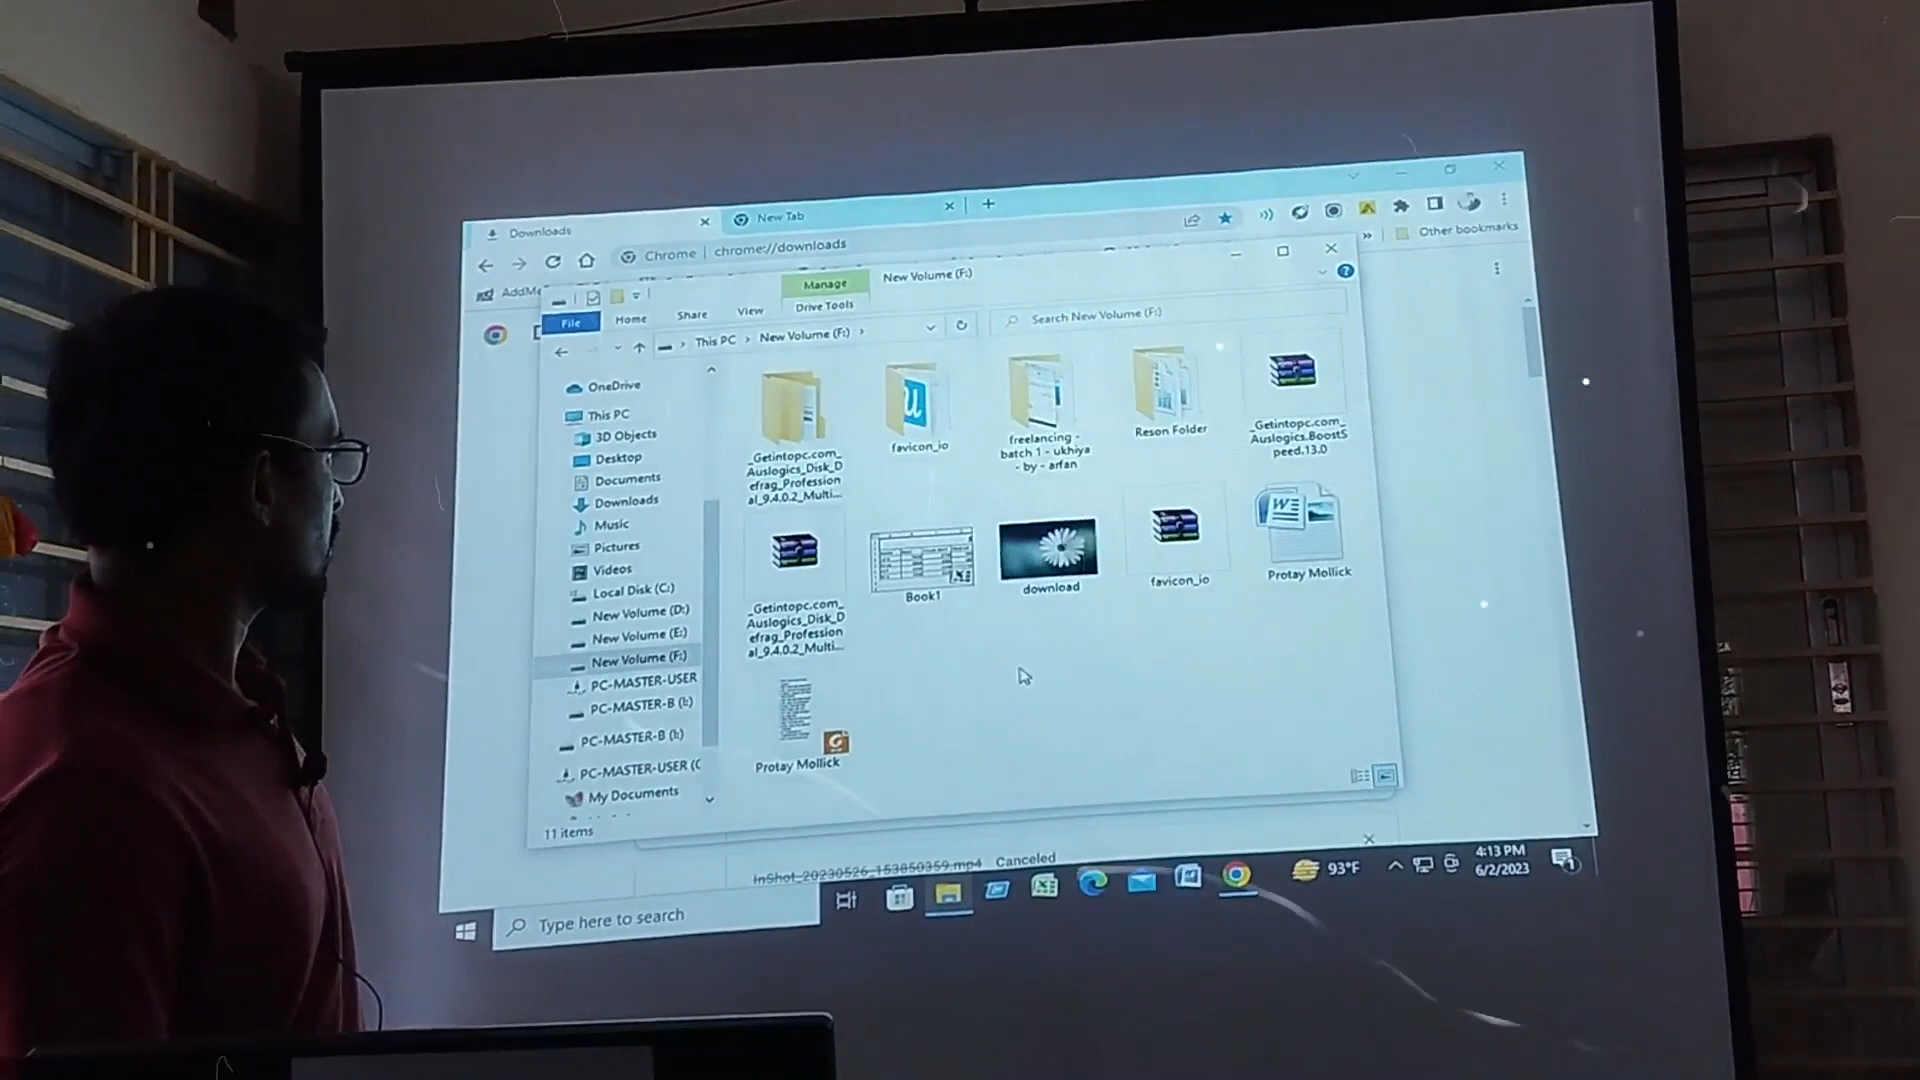 Downloads
New Tab
Chrome
chrome://downloads
Other bookmarks
Manage
New Volume (F:)
File
Home
Share
View
Drive Tools
This PC > New Volume (F:) >
Search New Volume (F:)
OneDrive
This PC
3D Objects
Desktop
Documents
Downloads
Music
Pictures
Videos
Local Disk (C:)
New Volume (D:)
New Volume (E:)
New Volume (F:)
PC-MASTER-USER
PC-MASTER-B (I:)
PC-MASTER-B (I:)
PC-MASTER-USER (
My Documents
_Getintopc.com_
Auslogics_Disk_D
efrag_Profession
al_9.4.0.2_Multi...
favicon_io
freelancing -
batch 1 - ukhiya
- by - arfan
Reson Folder
_Getintopc.com_
Auslogics.BoostS
peed.13.0
_Getintopc.com_
Auslogics_Disk_D
efrag_Profession
al_9.4.0.2_Multi...
Book1
download
favicon_io
Protay Mollick
Protay Mollick
11 items
InShot_20230526_153850359.mp4
Canceled
Type here to search
93°F
4:13 PM
6/2/2023